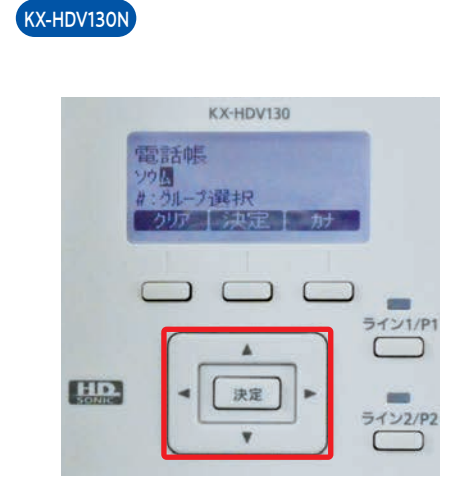 KX-HDV130N
KX-HDV130
電話帳
ソウム
#:グループ選択
クリア 決定 カナ
ライン1/P1
決定
HD
SONIC
ライン2/P2